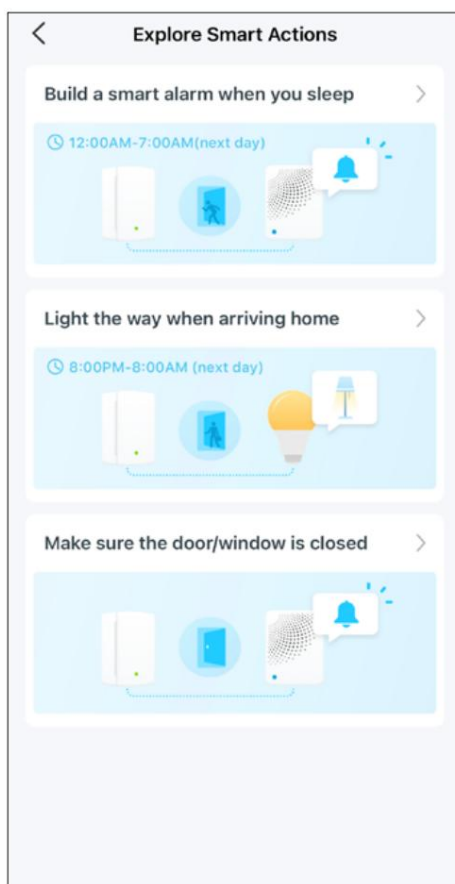 Explore Smart Actions
Build a smart alarm when you sleep
12:00AM-7:00AM(next day)
Light the way when arriving home
8:00PM-8:00AM (next day)
Make sure the door/window is closed